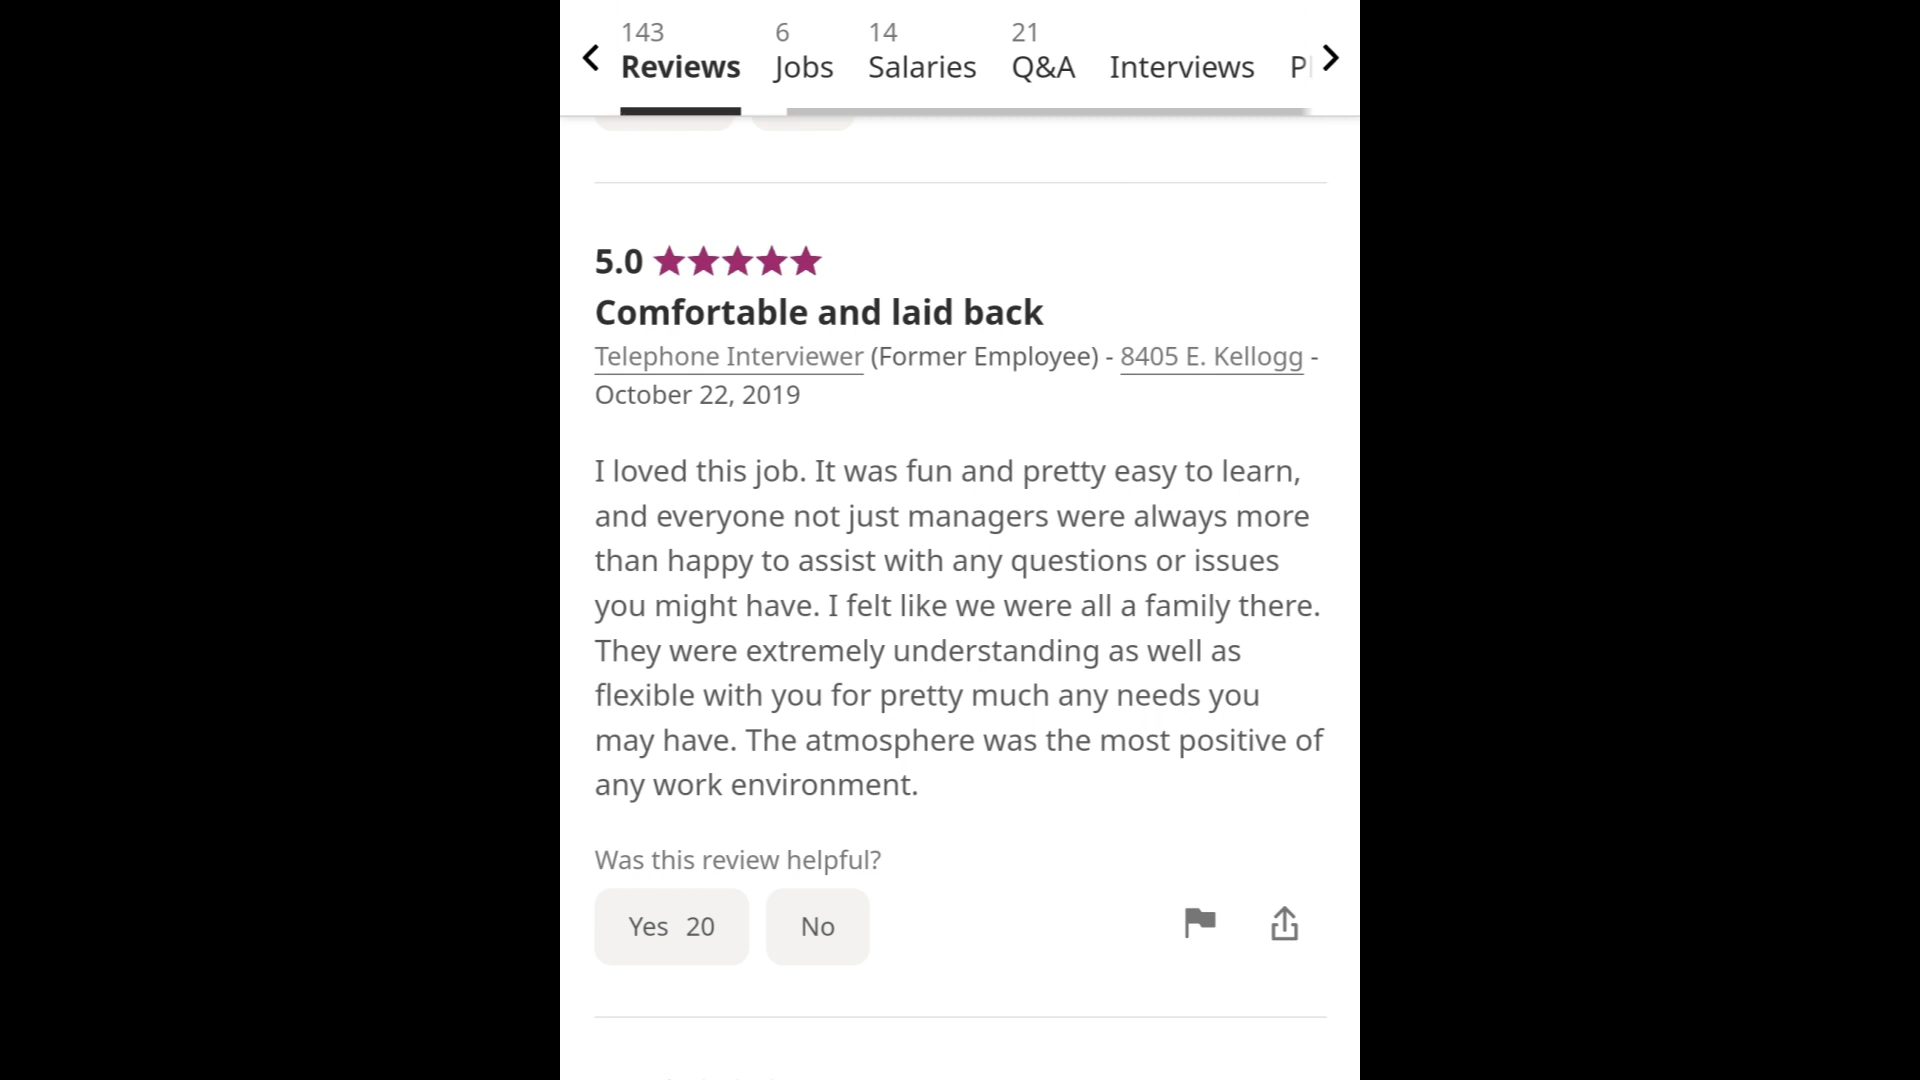 143 6 14 21
Reviews Jobs Salaries Q&A Interviews
5.0
Comfortable and laid back
Telephone Interviewer (Former Employee) - 8405 E. Kellogg -
October 22, 2019
I loved this job. It was fun and pretty easy to learn,
and everyone not just managers were always more
than happy to assist with any questions or issues
you might have. I felt like we were all a family there.
They were extremely understanding as well as
flexible with you for pretty much any needs you
may have. The atmosphere was the most positive of
any work environment.
Was this review helpful?
Yes 20 No